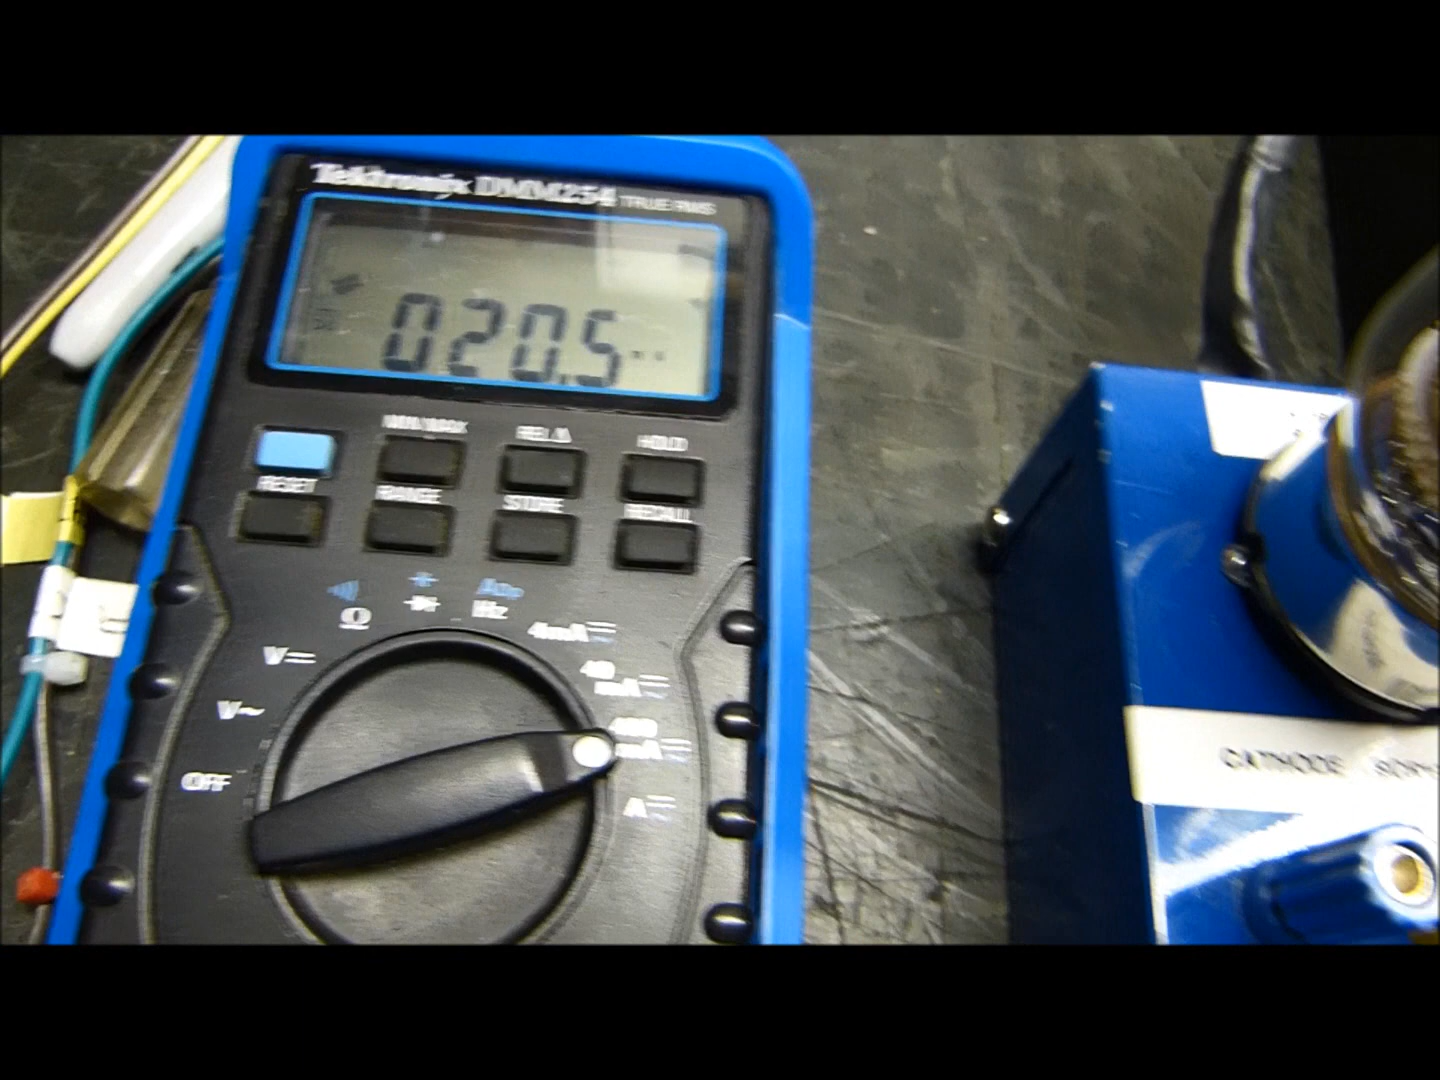 Tektronix DMM254 TRUE RMS
020.5
MIN MAX REL Δ HOLD
RESET RANGE STORE RECALL
Ω Hz 4mA
V 40 mA
V~ 400 mA
OFF A
CATHODE